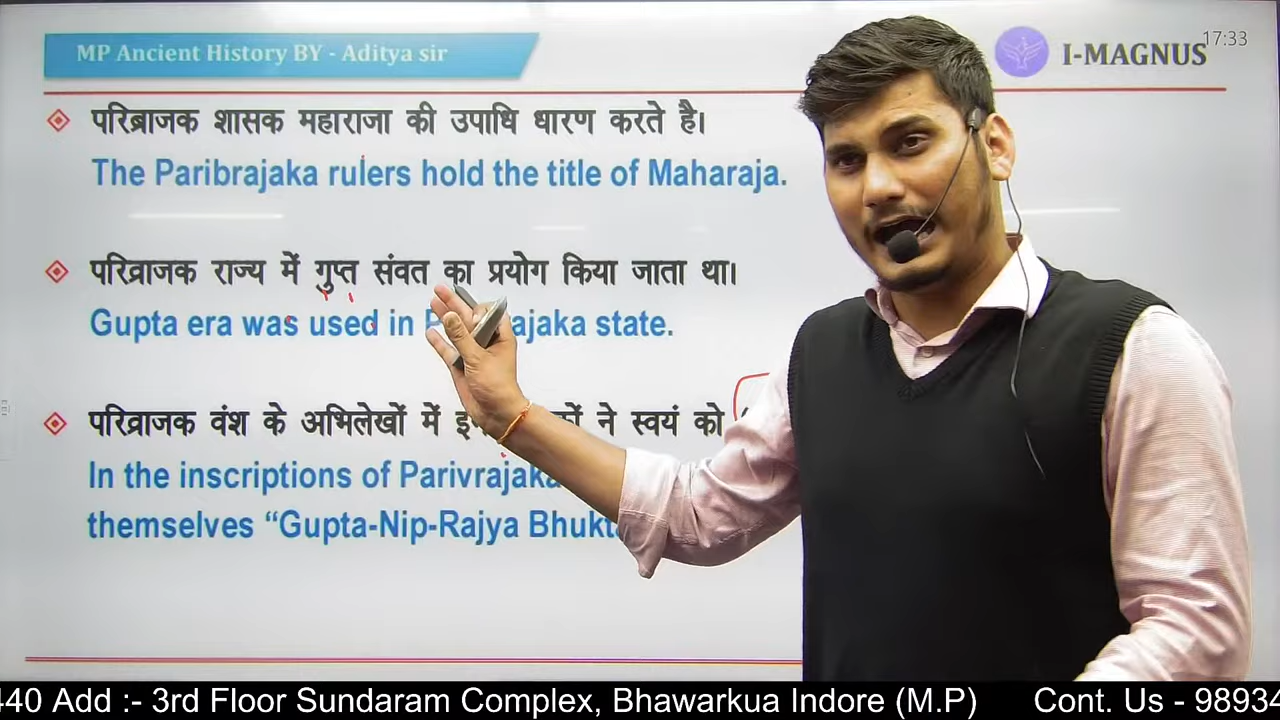 MP Ancient History BY - Aditya sir
I-MAGNUS
17:33
परिब्राजक शासक महाराजा की उपाधि धारण करते है।
The Paribrajaka rulers hold the title of Maharaja.
परिव्राजक राज्य में गुप्त संवत का प्रयोग किया जाता था।
Gupta era was used in state.
परिव्राजक वंश के अभिलेखों में ने स्वयं को
In the inscriptions of Parivrajaka
themselves “Gupta-Nip-Rajya
440 Add :- 3rd Floor Sundaram Complex, Bhawarkua Indore (M.P) Cont. Us - 9893